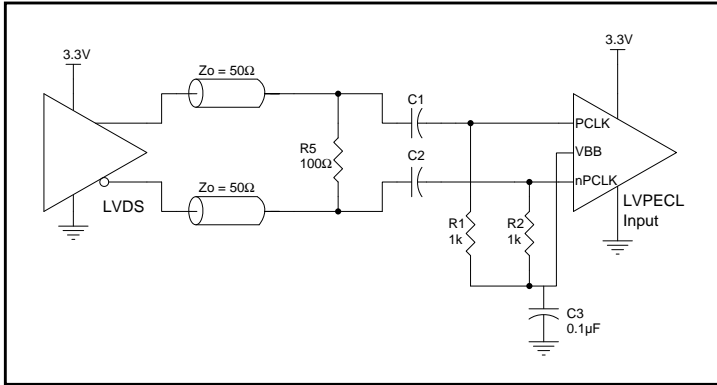 3.3V
3.3V
Zo = 50Ω
C1
PCLK
R5
100Ω
C2
VBB
Zo = 50Ω
nPCLK
LVDS
LVPECL
Input
R1
1k
R2
1k
C3
0.1µF